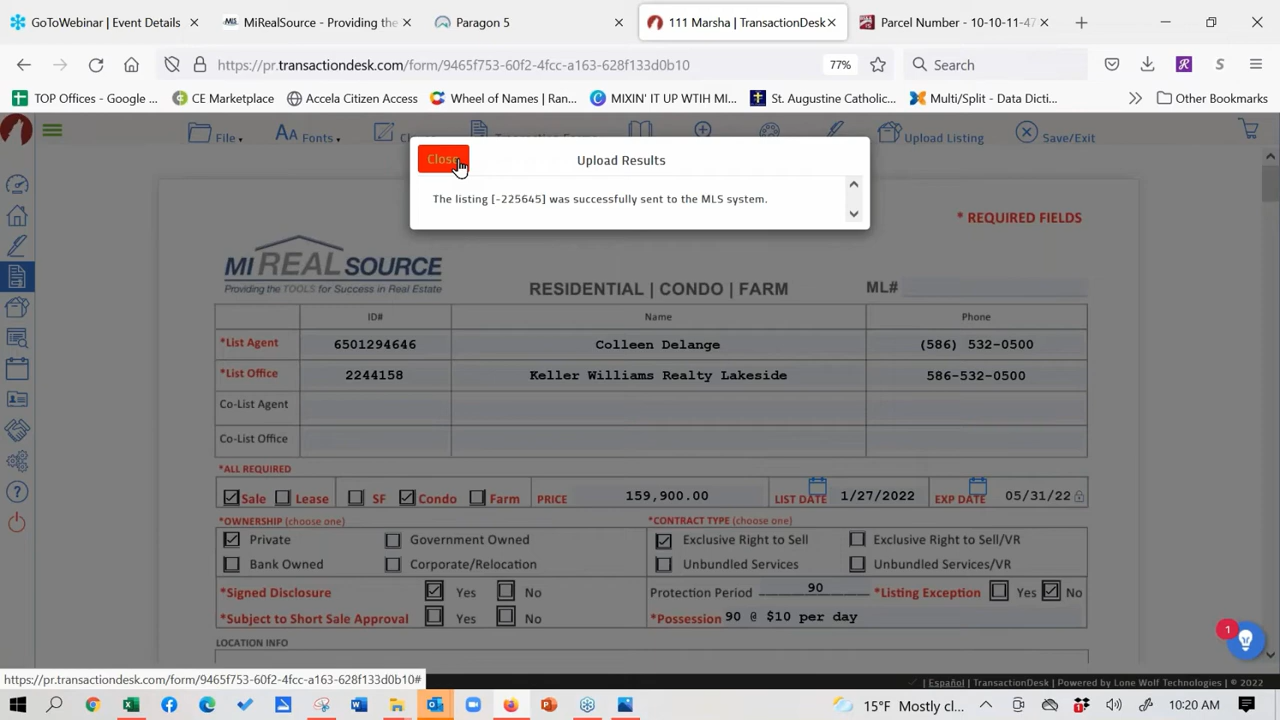 GoToWebinar | Event Details
MiRealSource - Providing the
Paragon 5
111 Marsha | TransactionDesk
Parcel Number - 10-10-11-47
https://pr.transactiondesk.com/form/9465f753-60f2-4fcc-a163-628f133d0b10
77%
Search
TOP Offices - Google ...
CE Marketplace
Accela Citizen Access
Wheel of Names | Ran...
MIXIN' IT UP WTIH MI...
St. Augustine Catholic...
Multi/Split - Data Dicti...
Other Bookmarks
File
Fonts
Upload Listing
Save/Exit
Close
Upload Results
The listing [-225645] was successfully sent to the MLS system.
* REQUIRED FIELDS
MI REAL SOURCE
Providing the TOOLS for Success in Real Estate
RESIDENTIAL | CONDO | FARM
ML#
ID# Name Phone
*List Agent 6501294646 Colleen Delange (586) 532-0500
*List Office 2244158 Keller Williams Realty Lakeside 586-532-0500
Co-List Agent
Co-List Office
*ALL REQUIRED
Sale Lease SF Condo Farm PRICE 159,900.00 LIST DATE 1/27/2022 EXP DATE 05/31/22
*OWNERSHIP (choose one) *CONTRACT TYPE (choose one)
Private Government Owned Exclusive Right to Sell Exclusive Right to Sell/VR
Bank Owned Corporate/Relocation Unbundled Services Unbundled Services/VR
*Signed Disclosure Yes No Protection Period 90 *Listing Exception Yes No
*Subject to Short Sale Approval Yes No *Possession 90 @ $10 per day
LOCATION INFO
1
https://pr.transactiondesk.com/form/9465f753-60f2-4fcc-a163-628f133d0b10#
| Español | TransactionDesk | Powered by Lone Wolf Technologies | © 2022
15°F Mostly cl...
10:20 AM